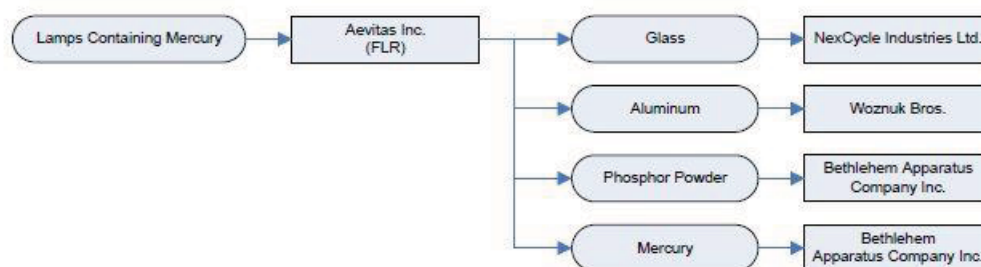 Lamps Containing Mercury
Aevitas Inc.
(FLR)
Glass
NexCycle Industries Ltd.
Aluminum
Woznuk Bros.
Phosphor Powder
Bethlehem Apparatus
Company Inc.
Mercury
Bethlehem
Apparatus Company Inc.